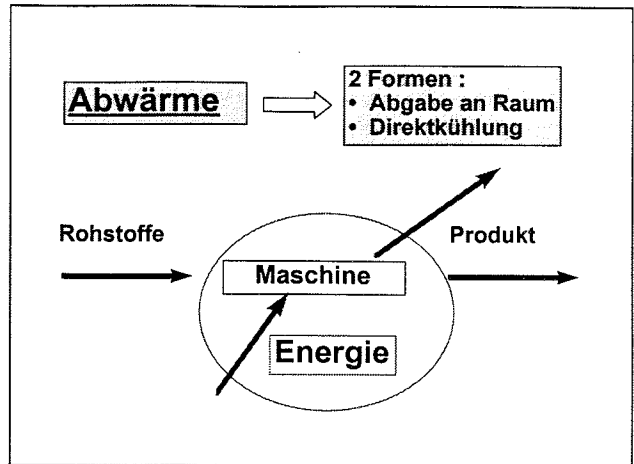 Abwärme
2 Formen :
• Abgabe an Raum
• Direktkühlung
Rohstoffe
Produkt
Maschine
Energie